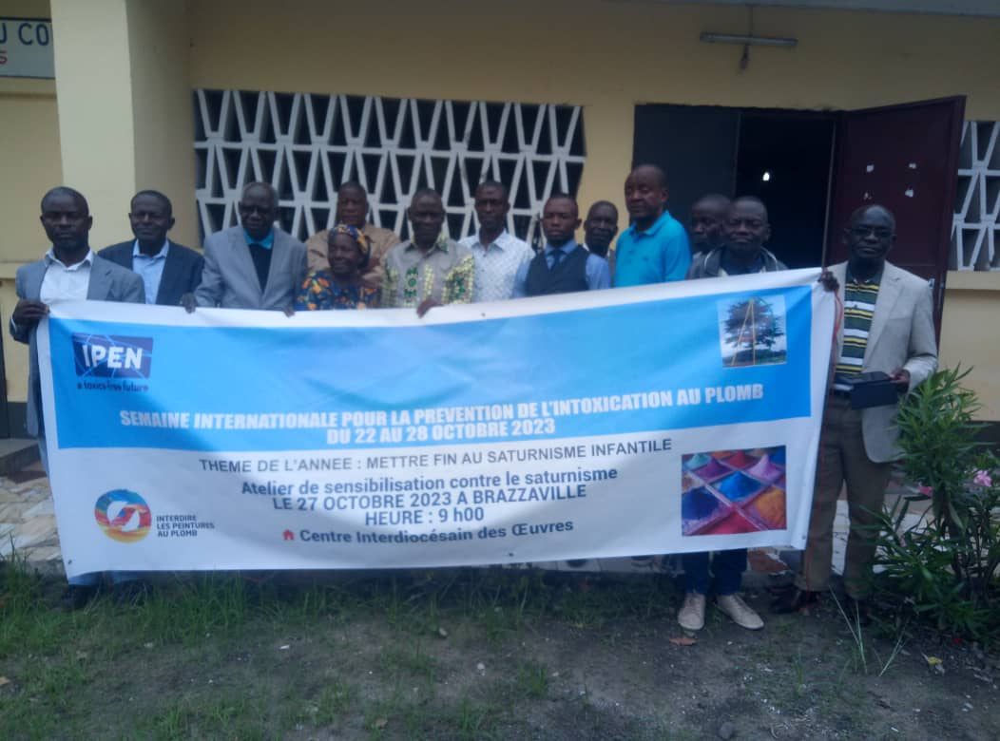 U CO
S
IPEN
a toxics-free future
SEMAINE INTERNATIONALE POUR LA PREVENTION DE L'INTOXICATION AU PLOMB
DU 22 AU 28 OCTOBRE 2023
THEME DE L'ANNEE : METTRE FIN AU SATURNISME INFANTILE
Atelier de sensibilisation contre le saturnisme
LE 27 OCTOBRE 2023 A BRAZZAVILLE
HEURE : 9 h00
Centre Interdiocésain des Œuvres
INTERDIRE
LES PEINTURES
AU PLOMB